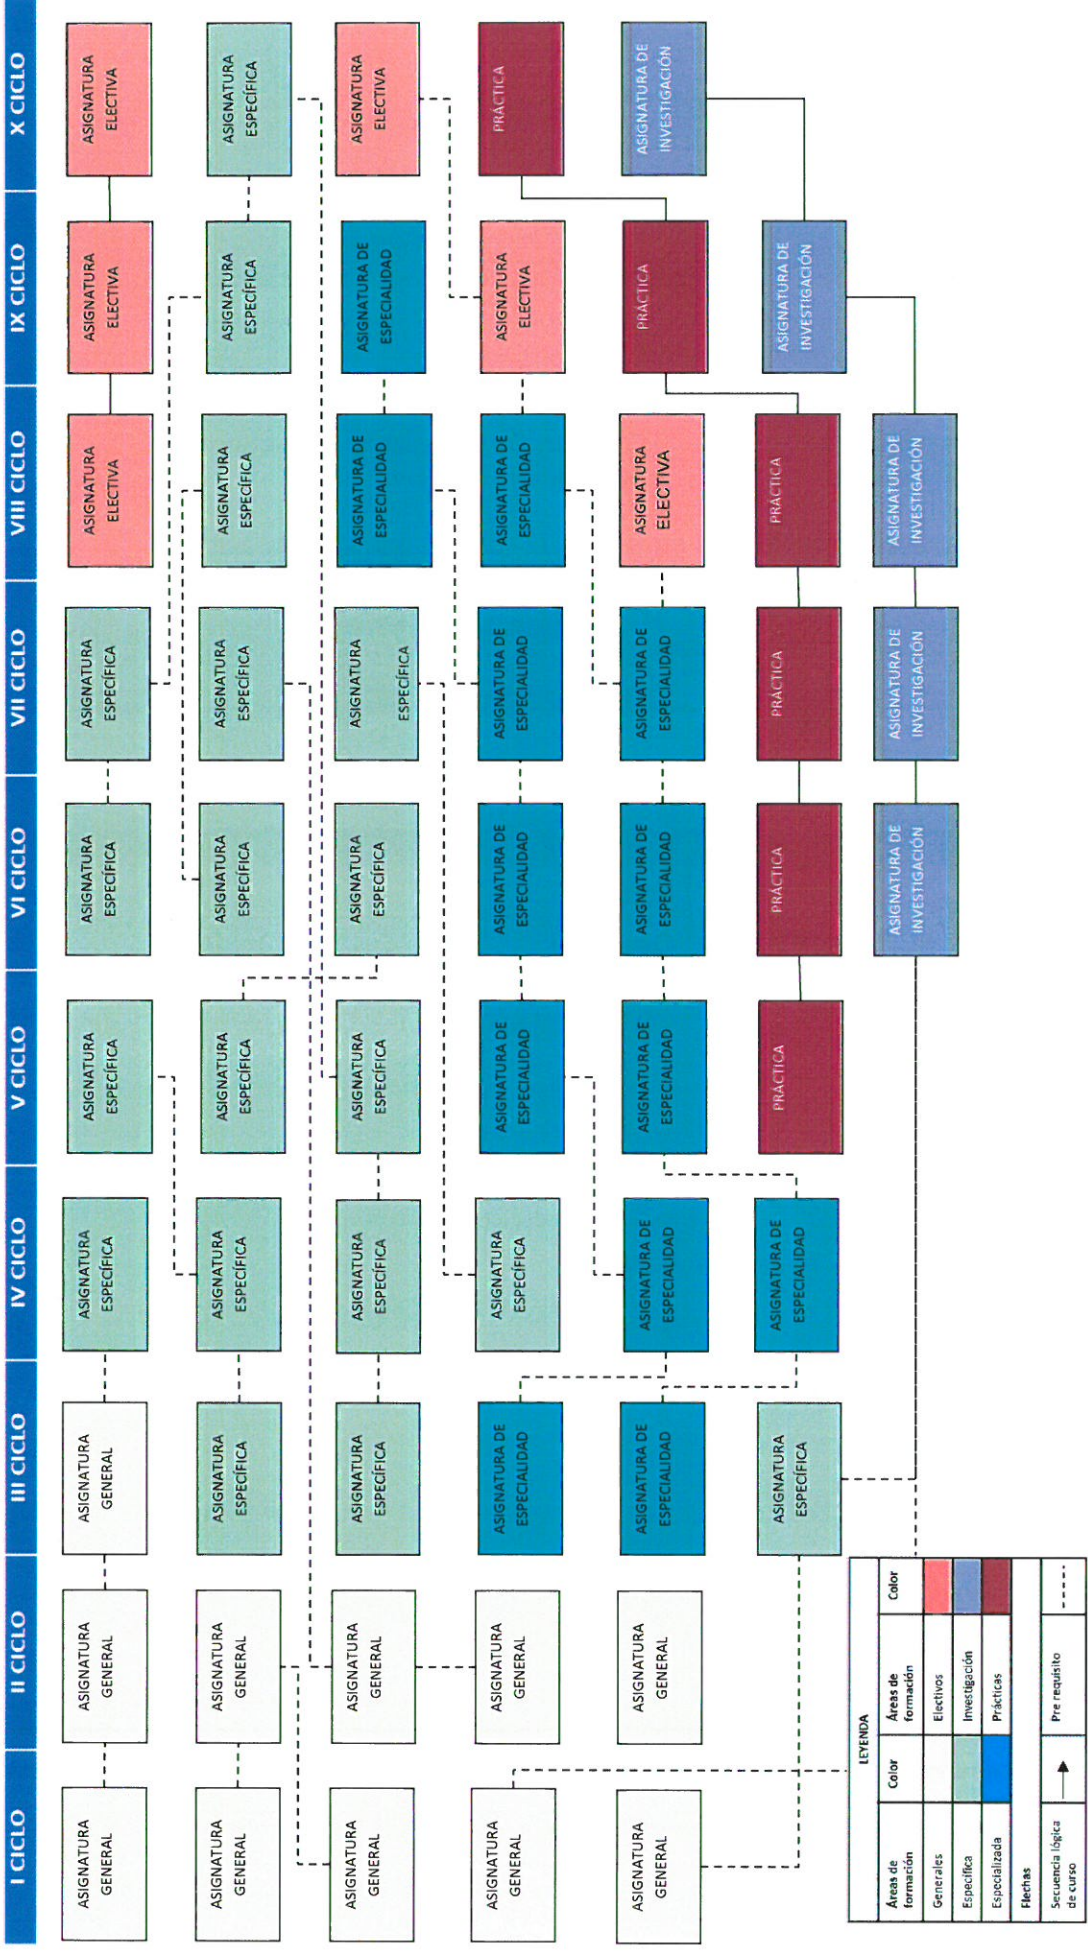 I CICLO
ASIGNATURA
GENERAL
ASIGNATURA
GENERAL
ASIGNATURA
GENERAL
ASIGNATURA
GENERAL
ASIGNATURA
GENERAL
II CICLO
ASIGNATURA
GENERAL
ASIGNATURA
GENERAL
ASIGNATURA
GENERAL
ASIGNATURA
GENERAL
ASIGNATURA
GENERAL
III CICLO
ASIGNATURA
GENERAL
ASIGNATURA
ESPECÍFICA
ASIGNATURA
ESPECÍFICA
ASIGNATURA DE
ESPECIALIDAD
ASIGNATURA DE
ESPECIALIDAD
ASIGNATURA
ESPECÍFICA
IV CICLO
ASIGNATURA
ESPECÍFICA
ASIGNATURA
ESPECÍFICA
ASIGNATURA
ESPECÍFICA
ASIGNATURA
ESPECÍFICA
ASIGNATURA DE
ESPECIALIDAD
ASIGNATURA DE
ESPECIALIDAD
V CICLO
ASIGNATURA
ESPECÍFICA
ASIGNATURA
ESPECÍFICA
ASIGNATURA
ESPECÍFICA
ASIGNATURA DE
ESPECIALIDAD
ASIGNATURA DE
ESPECIALIDAD
PRÁCTICA
VI CICLO
ASIGNATURA
ESPECÍFICA
ASIGNATURA
ESPECÍFICA
ASIGNATURA
ESPECÍFICA
ASIGNATURA DE
ESPECIALIDAD
ASIGNATURA DE
ESPECIALIDAD
PRÁCTICA
ASIGNATURA DE
INVESTIGACIÓN
VII CICLO
ASIGNATURA
ESPECÍFICA
ASIGNATURA
ESPECÍFICA
ASIGNATURA
ESPECÍFICA
ASIGNATURA DE
ESPECIALIDAD
ASIGNATURA DE
ESPECIALIDAD
PRÁCTICA
ASIGNATURA DE
INVESTIGACIÓN
VIII CICLO
ASIGNATURA
ELECTIVA
ASIGNATURA
ESPECÍFICA
ASIGNATURA DE
ESPECIALIDAD
ASIGNATURA DE
ESPECIALIDAD
ASIGNATURA
ELECTIVA
PRÁCTICA
ASIGNATURA DE
INVESTIGACIÓN
IX CICLO
ASIGNATURA
ELECTIVA
ASIGNATURA
ESPECÍFICA
ASIGNATURA DE
ESPECIALIDAD
ASIGNATURA
ELECTIVA
PRÁCTICA
ASIGNATURA DE
INVESTIGACIÓN
X CICLO
ASIGNATURA
ELECTIVA
ASIGNATURA
ESPECÍFICA
ASIGNATURA
ELECTIVA
PRÁCTICA
ASIGNATURA DE
INVESTIGACIÓN
LEYENDA
Áreas de
formación
Color
Áreas de
formación
Color
Generales
Electivos
Específica
Investigación
Especializada
Prácticas
Flechas
Secuencia lógica
de curso
Pre requisito